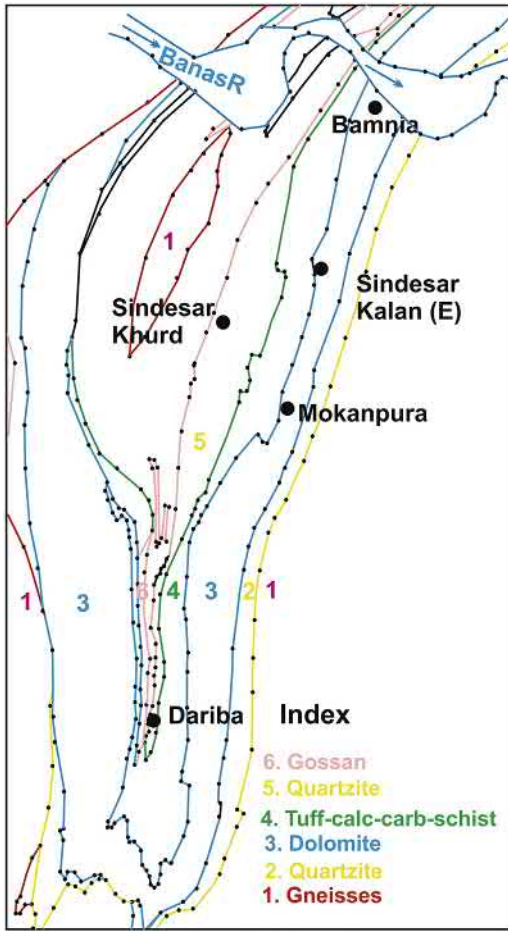 BanasR
Bamnia
1
Sindesar
Kalan (E)
Sindesar
Khurd
Mokanpura
5
1 3 6 4 3 2 1
Dariba
Index
6. Gossan
5. Quartzite
4. Tuff-calc-carb-schist
3. Dolomite
2. Quartzite
1. Gneisses